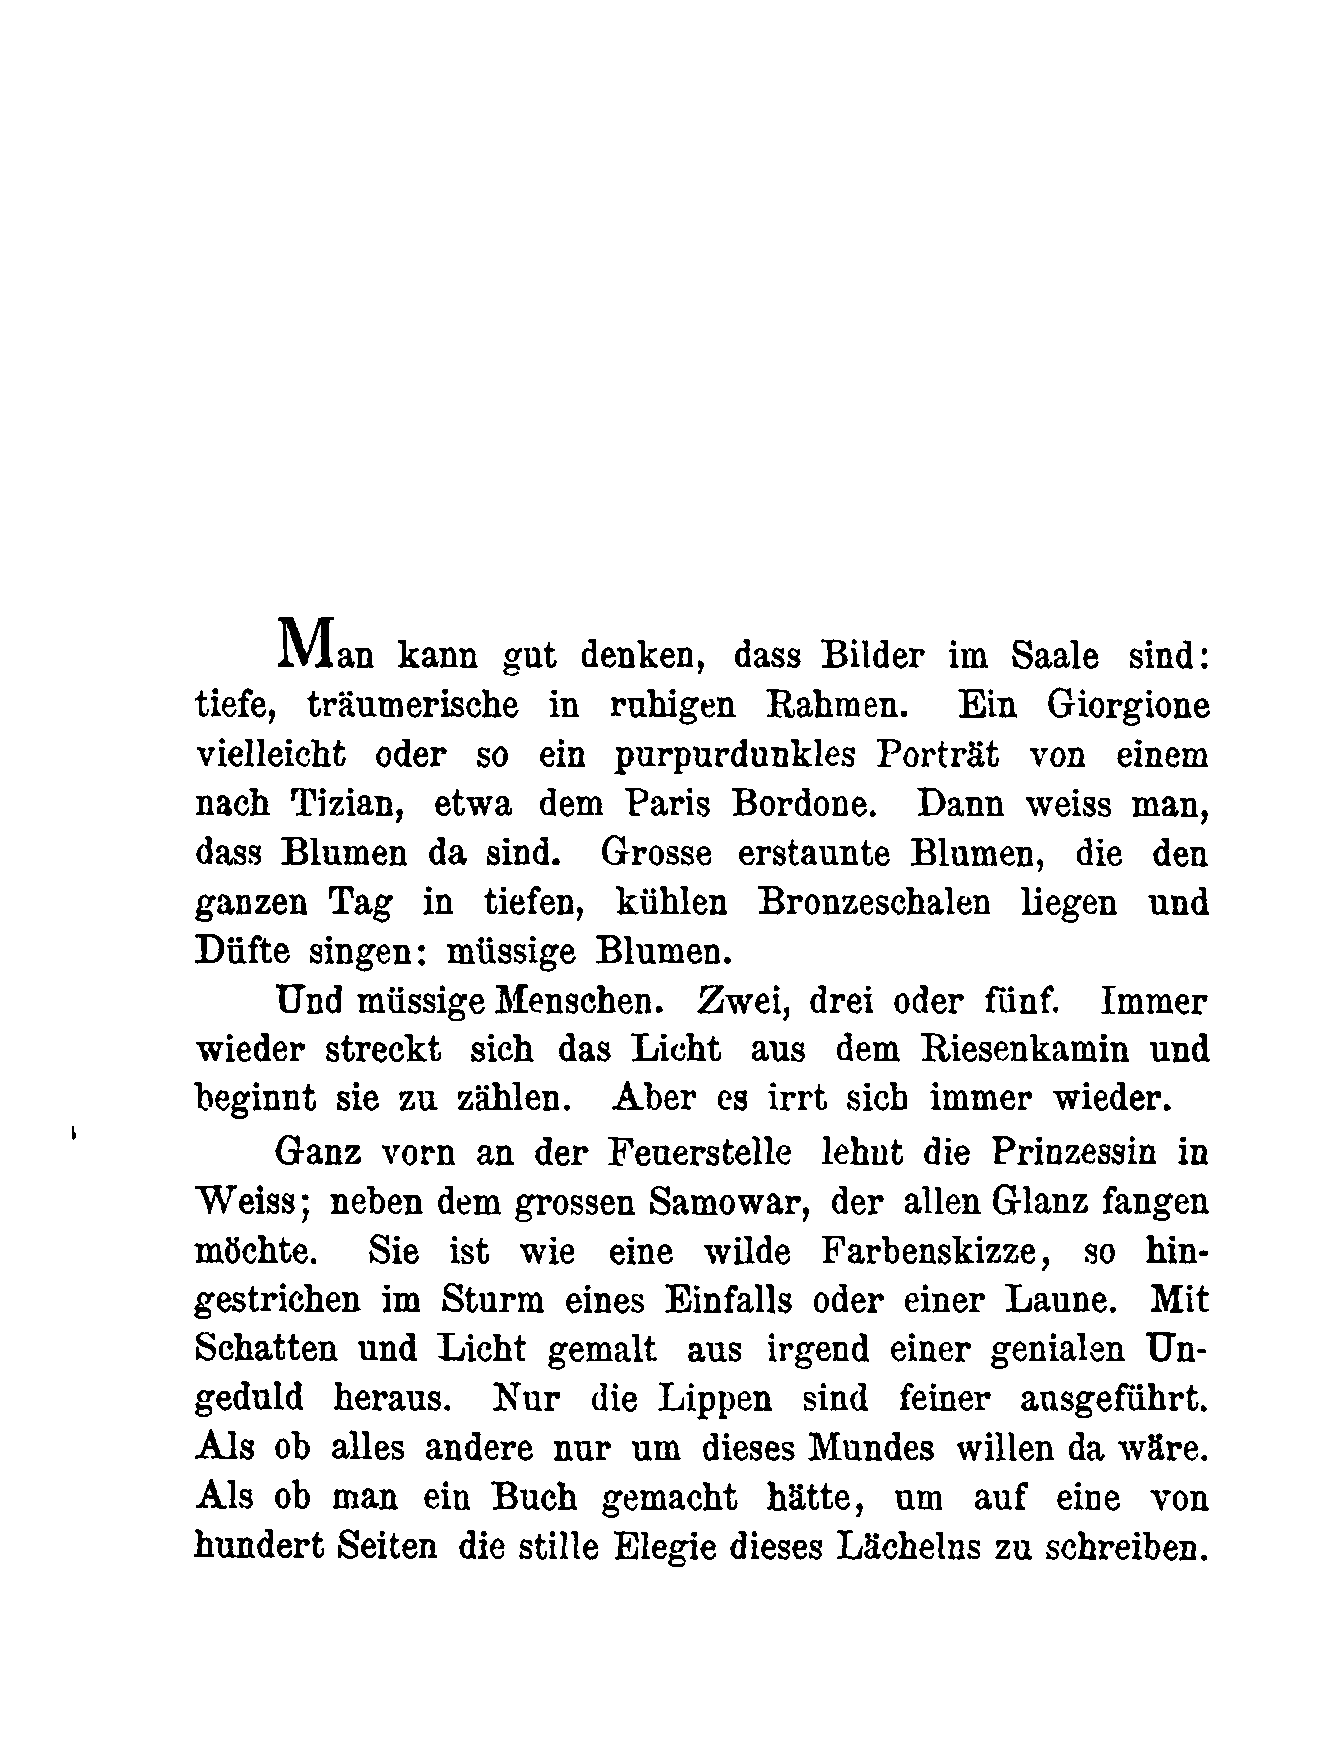 Man kann gut denken, dass Bilder im Saale sind:
tiefe, träumerische in ruhigen Rahmen. Ein Giorgione
vielleicht oder so ein purpurdunkles Porträt von einem
nach Tizian, etwa dem Paris Bordone. Dann weiss man,
dass Blumen da sind. Grosse erstaunte Blumen, die den
ganzen Tag in tiefen, kühlen Bronzeschalen liegen und
Düfte singen: müssige Blumen.
Und müssige Menschen. Zwei, drei oder fünf. Immer
wieder streckt sich das Licht aus dem Riesenkamin und
beginnt sie zu zählen. Aber es irrt sich immer wieder.
Ganz vorn an der Feuerstelle lehnt die Prinzessin in
Weiss; neben dem grossen Samowar, der allen Glanz fangen
möchte. Sie ist wie eine wilde Farbenskizze, so hin-
gestrichen im Sturm eines Einfalls oder einer Laune. Mit
Schatten und Licht gemalt aus irgend einer genialen Un-
geduld heraus. Nur die Lippen sind feiner ausgeführt.
Als ob alles andere nur um dieses Mundes willen da wäre.
Als ob man ein Buch gemacht hätte, um auf eine von
hundert Seiten die stille Elegie dieses Lächelns zu schreiben.